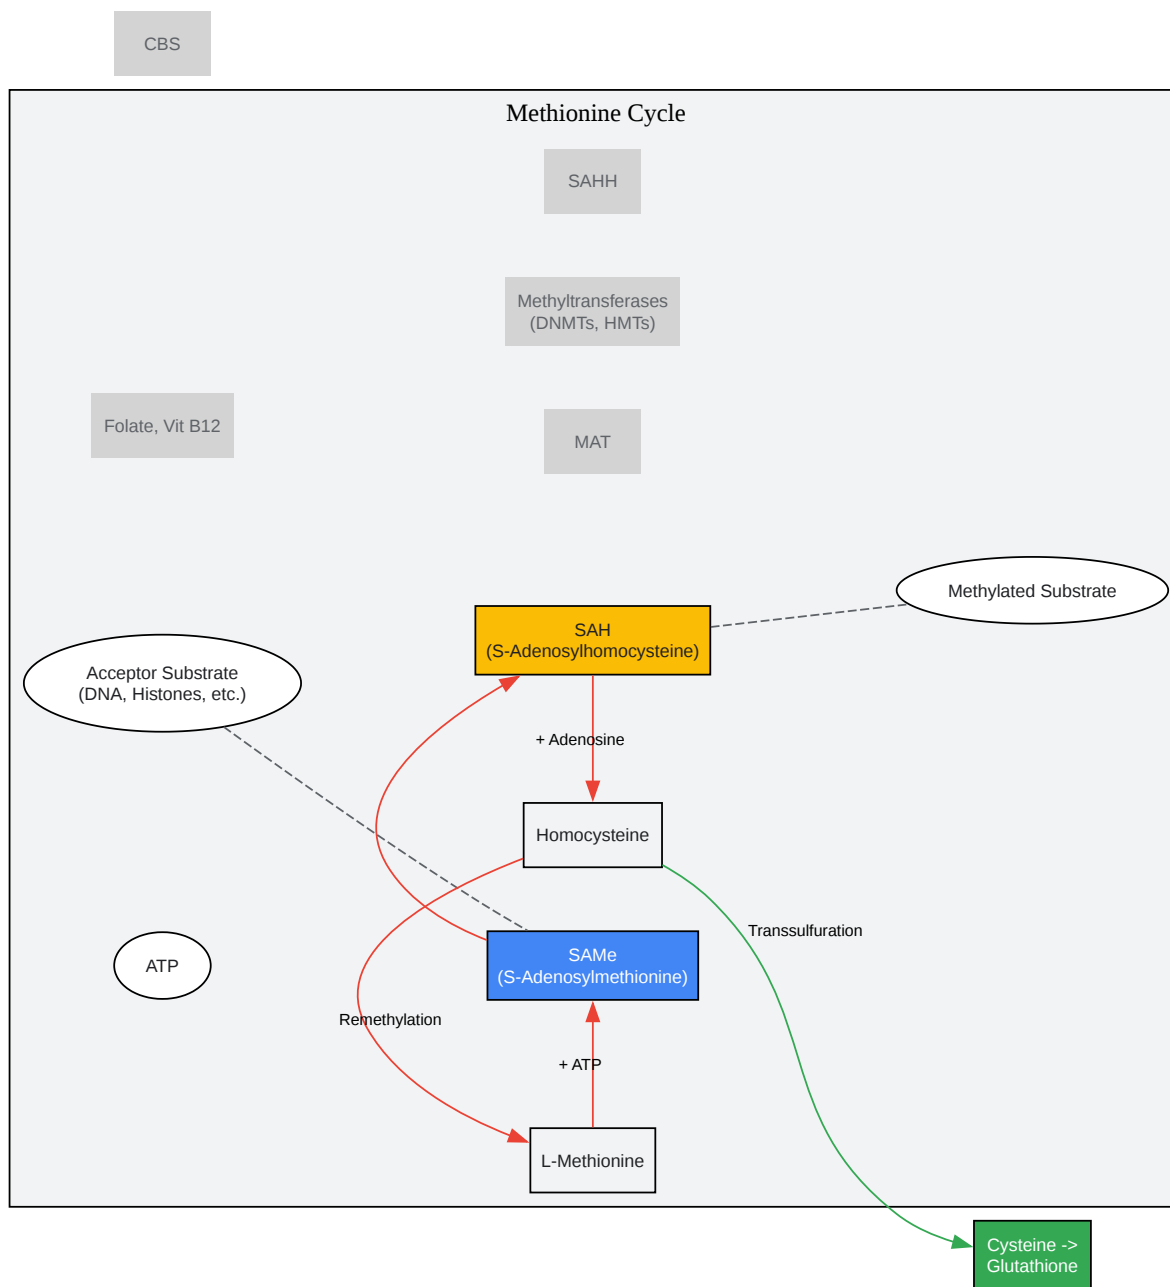 CBS
Methionine Cycle
SAHH
Methyltransferases
(DNMTs, HMTs)
Folate, Vit B12
MAT
Methylated Substrate
SAH
(S-Adenosylhomocysteine)
Acceptor Substrate
(DNA, Histones, etc.)
+ Adenosine
Homocysteine
Transsulfuration
SAMe
(S-Adenosylmethionine)
ATP
Remethylation
+ ATP
L-Methionine
Cysteine ->
Glutathione